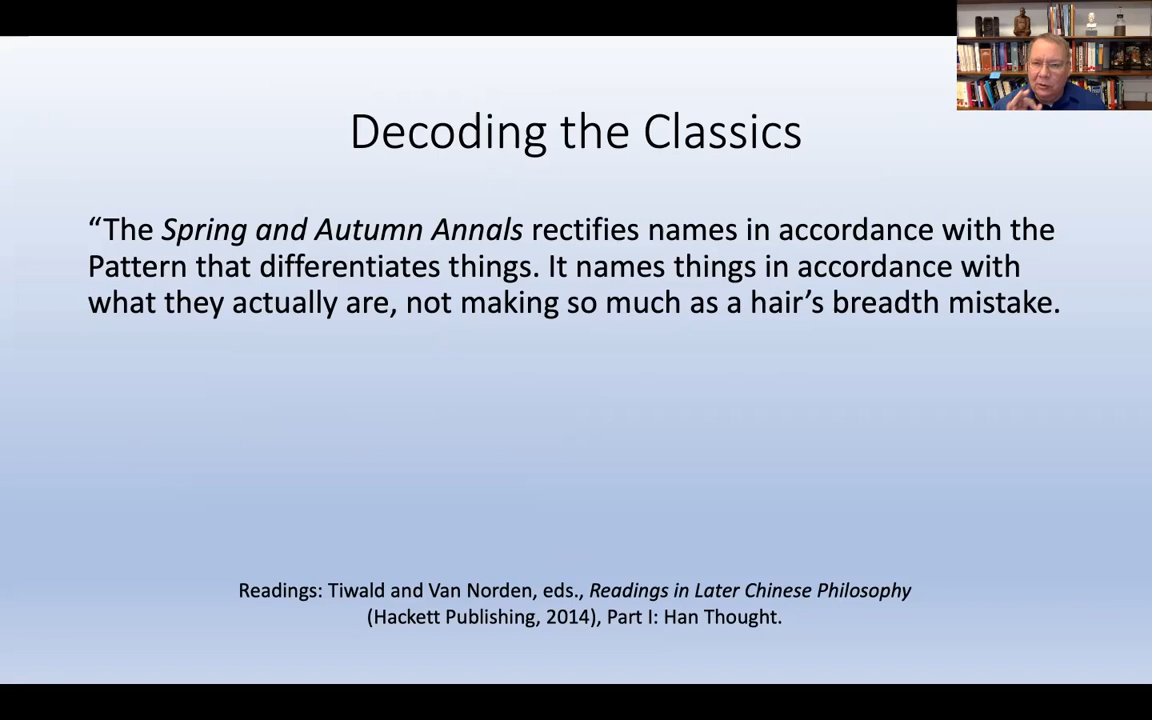 Decoding the Classics
“The Spring and Autumn Annals rectifies names in accordance with the
Pattern that differentiates things. It names things in accordance with
what they actually are, not making so much as a hair’s breadth mistake.
Readings: Tiwald and Van Norden, eds., Readings in Later Chinese Philosophy
(Hackett Publishing, 2014), Part I: Han Thought.